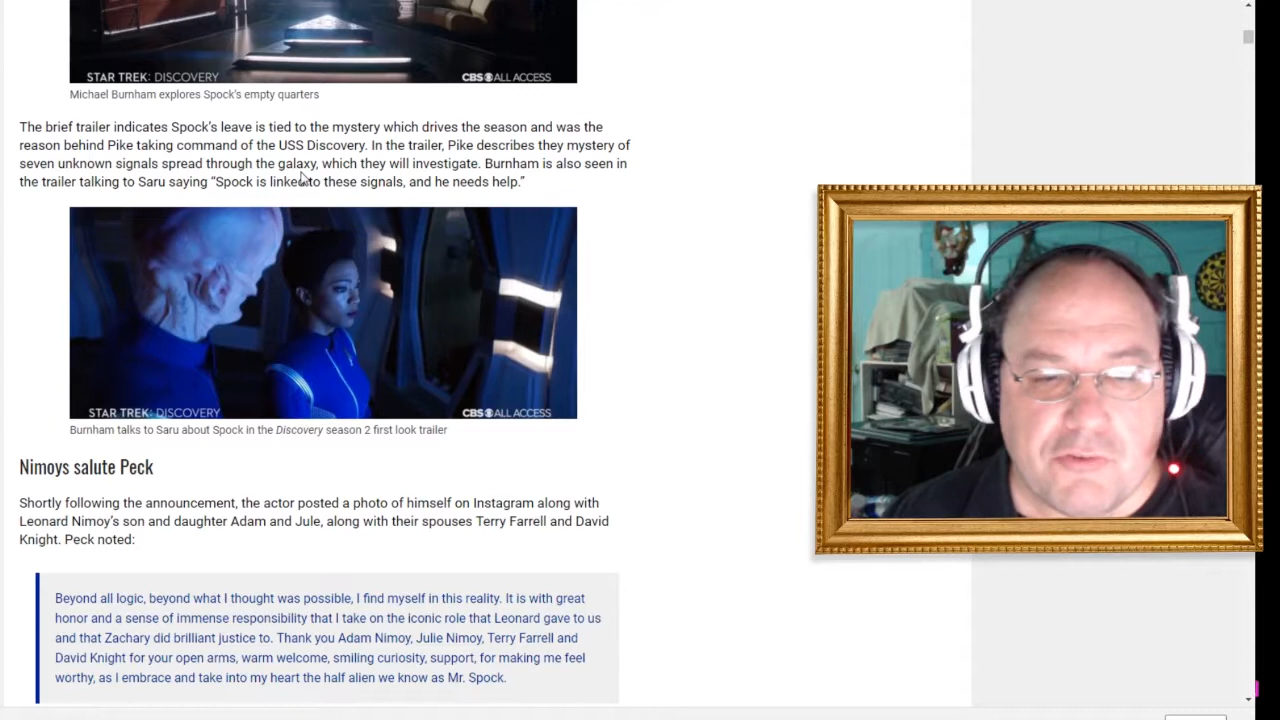 STAR TREK: DISCOVERY
CBS ALL ACCESS
Michael Burnham explores Spock's empty quarters
The brief trailer indicates Spock's leave is tied to the mystery which drives the season and was the
reason behind Pike taking command of the USS Discovery. In the trailer, Pike describes they mystery of
seven unknown signals spread through the galaxy, which they will investigate. Burnham is also seen in
the trailer talking to Saru saying “Spock is linked to these signals, and he needs help.”
STAR TREK: DISCOVERY
CBS ALL ACCESS
Burnham talks to Saru about Spock in the Discovery season 2 first look trailer
Nimoys salute Peck
Shortly following the announcement, the actor posted a photo of himself on Instagram along with
Leonard Nimoy's son and daughter Adam and Jule, along with their spouses Terry Farrell and David
Knight. Peck noted:
Beyond all logic, beyond what I thought was possible, I find myself in this reality. It is with great
honor and a sense of immense responsibility that I take on the iconic role that Leonard gave to us
and that Zachary did brilliant justice to. Thank you Adam Nimoy, Julie Nimoy, Terry Farrell and
David Knight for your open arms, warm welcome, smiling curiosity, support, for making me feel
worthy, as I embrace and take into my heart the half alien we know as Mr. Spock.